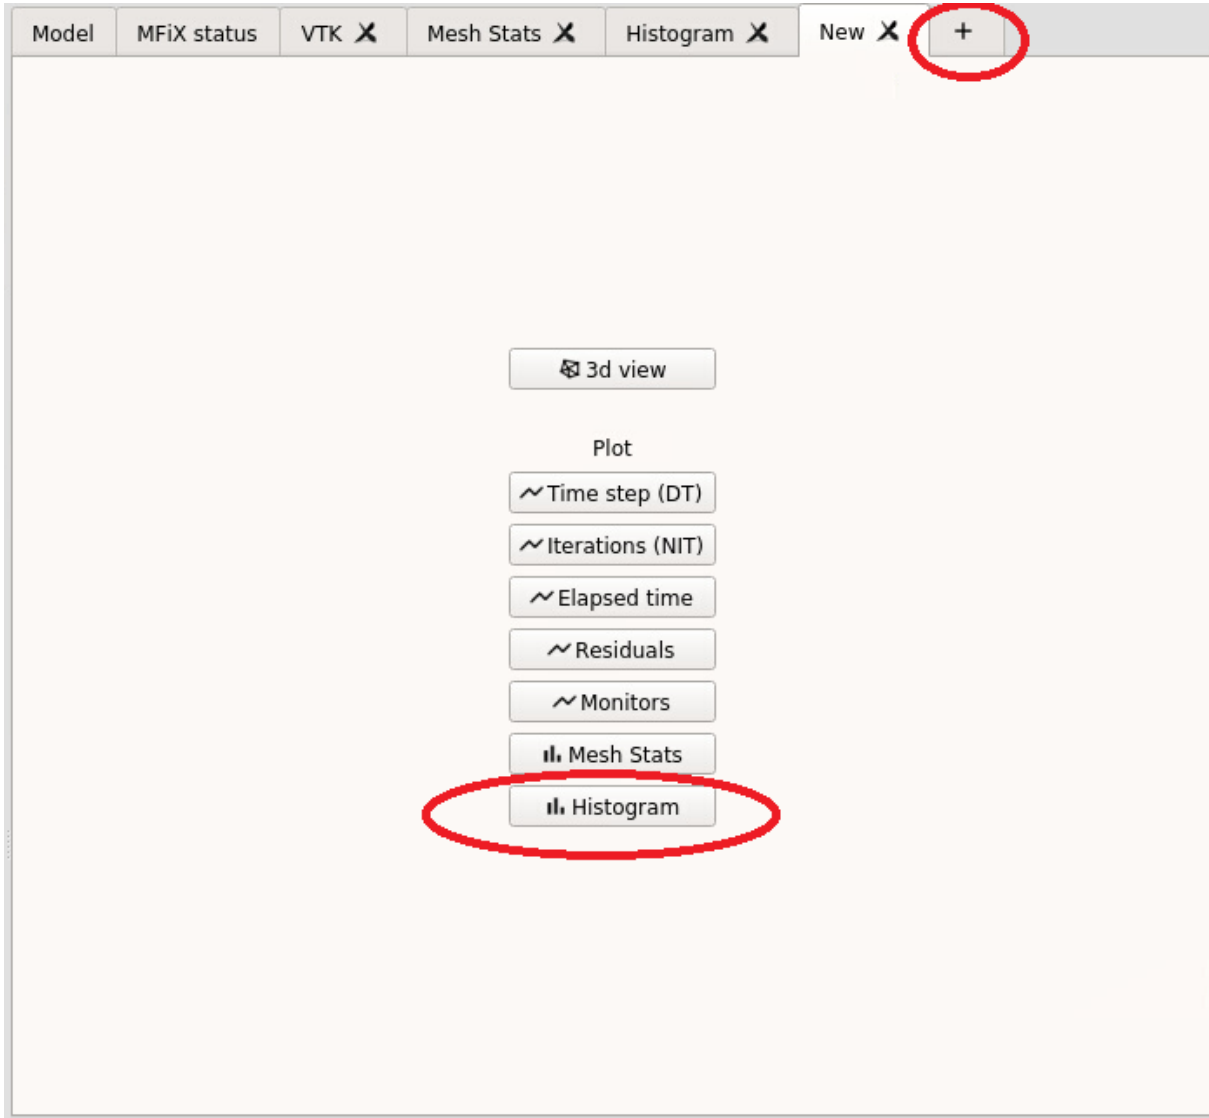 Model MFiX status VTK Mesh Stats Histogram New +
3d view
Plot
Time step (DT)
Iterations (NIT)
Elapsed time
Residuals
Monitors
Mesh Stats
Histogram